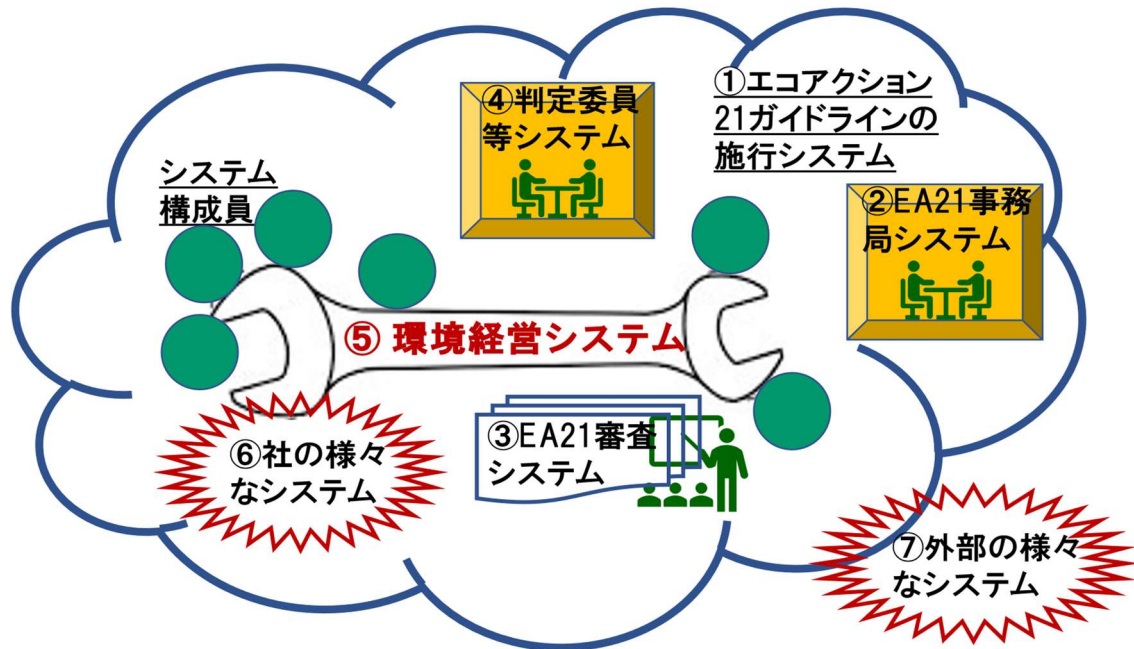 ①エコアクション
21ガイドラインの
施行システム
④判定委員
等システム
システム
構成員
②EA21事務
局システム
⑤ 環境経営システム
③EA21審査
システム
⑥社の様々
なシステム
⑦外部の様々
なシステム